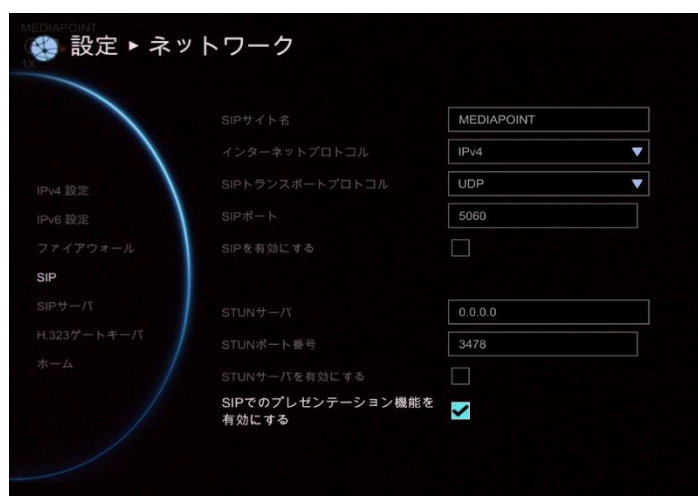 MEDIAPOINT
1X
設定 ▸ ネットワーク
IPv4 設定
IPv6 設定
ファイアウォール
SIP
SIPサーバ
H.323ゲートキーパ
ホーム
SIPサイト名
MEDIAPOINT
インターネットプロトコル
IPv4
SIPトランスポートプロトコル
UDP
SIPポート
5060
SIPを有効にする
STUNサーバ
0.0.0.0
STUNポート番号
3478
STUNサーバを有効にする
SIPでのプレゼンテーション機能を
有効にする